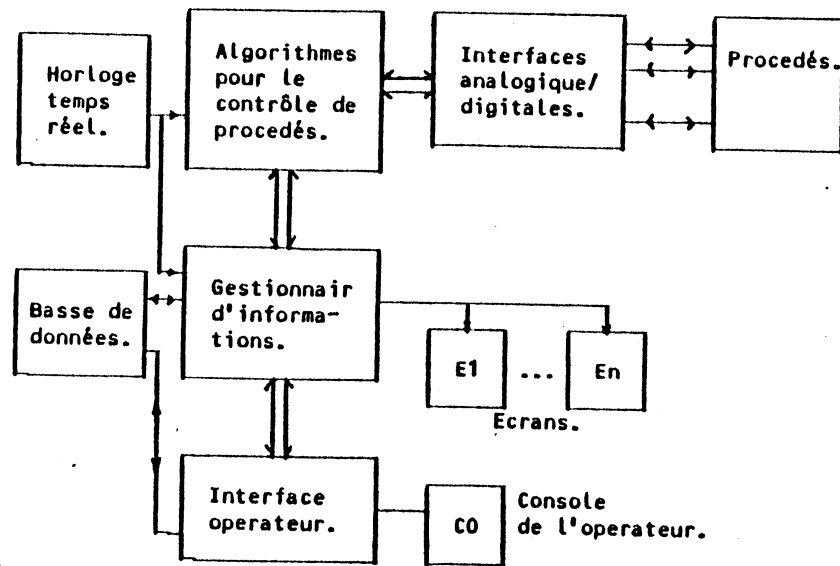 Horloge
temps
réel.
Algorithmes
pour le
contrôle de
procedés.
Interfaces
analogique/
digitales.
Procedés.
Basse de
données.
Gestionnair
d'informa-
tions.
E1
...
En
Ecrans.
Interface
operateur.
CO
Console
de l'operateur.